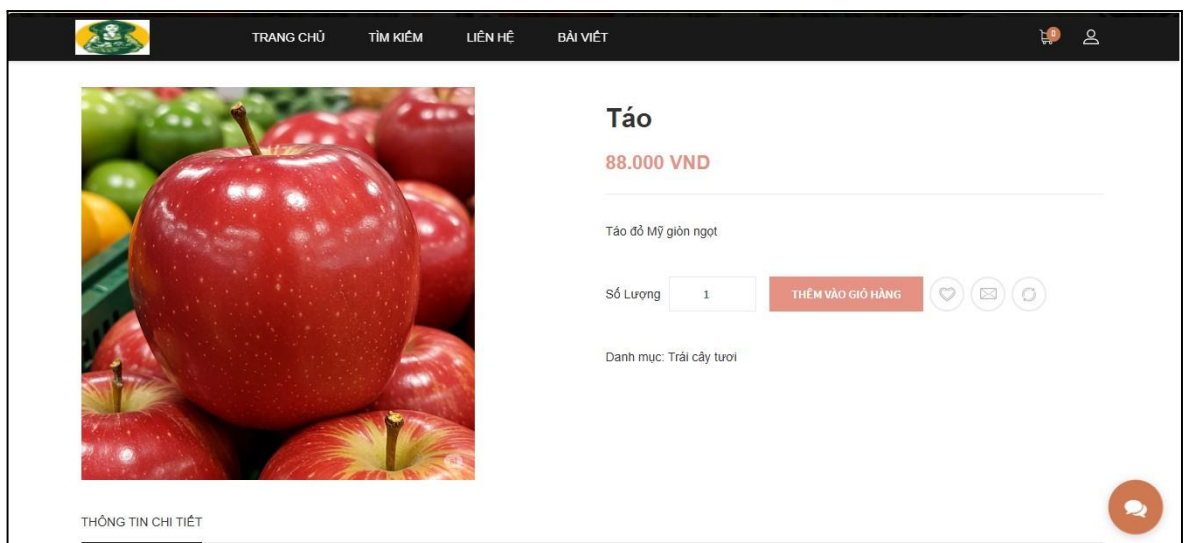 TRANG CHỦ TÌM KIẾM LIÊN HỆ BÀI VIẾT 0
Táo
88.000 VND
Táo đỏ Mỹ giòn ngọt
Số Lượng 1 THÊM VÀO GIỎ HÀNG
Danh mục: Trái cây tươi
THÔNG TIN CHI TIẾT